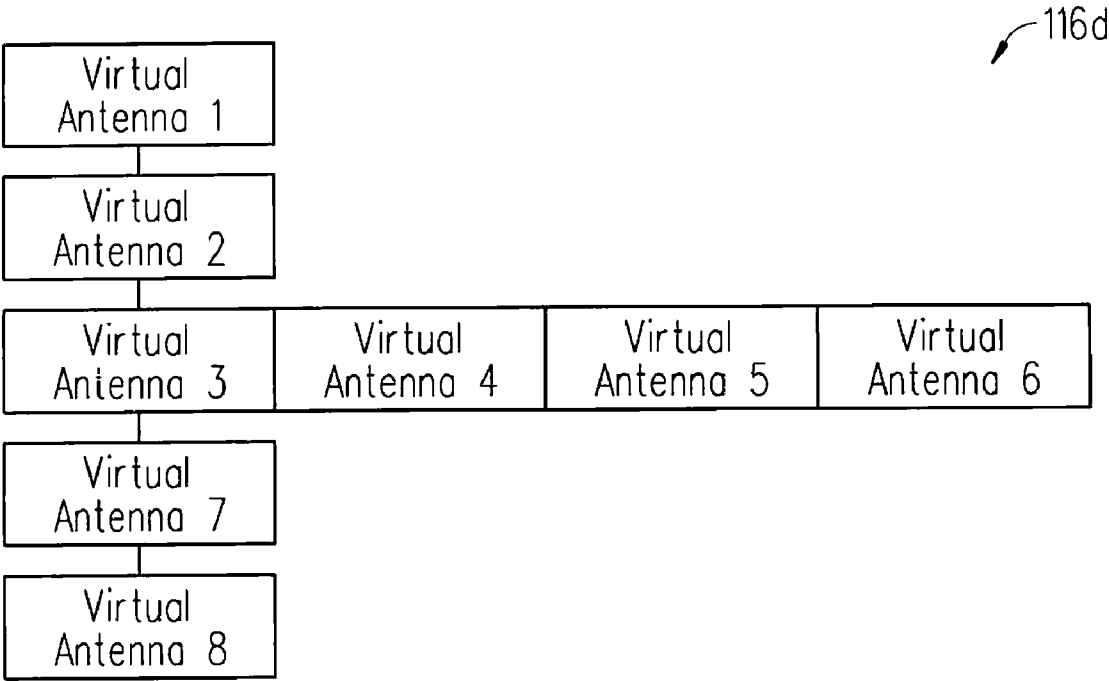 116d
Virtual
Antenna 1
Virtual
Antenna 2
Virtual
Antenna 3
Virtual
Antenna 4
Virtual
Antenna 5
Virtual
Antenna 6
Virtual
Antenna 7
Virtual
Antenna 8